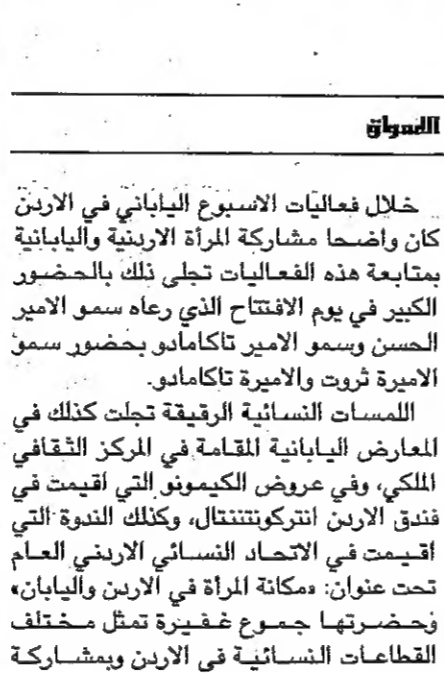 اللمواق
خلال فعاليات الاسبوع الياباني في الاردن
كان واضحا مشاركة المرأة الاردنية واليابانية
بمتابعة هذه الفعاليات تجلى ذلك بالحضور
الكبير في يوم الافتتاح الذي رعاه سمو الامير
الحسن وسمو الامير تاكامادو بحضور سمو
الاميرة ثروت والاميرة تاكامادو.
اللمسات النسائية الرقيقة تجلت كذلك في
المعارض اليابانية المقامة في المركز الثقافي
الملكي، وفي عروض الكيمونو التي اقيمت في
فندق الاردن انتركونتننتال، وكذلك الندوة التي
أقيمت في الاتحاد النسائي الاردني العام
تحت عنوان: «مكانة المرأة في الاردن واليابان»
وحضرتها جموع غفيرة تمثل مختلف
القطاعات النسائية في الاردن وبمشاركة